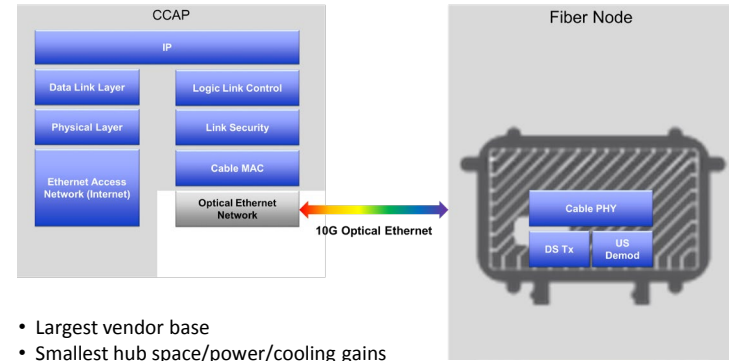 CCAP
Fiber Node
IP
Data Link Layer
Logic Link Control
Physical Layer
Link Security
Ethernet Access
Network (Internet)
Cable MAC
Optical Ethernet
Network
10G Optical Ethernet
Cable PHY
DS Tx
US
Demod
• Largest vendor base
• Smallest hub space/power/cooling gains